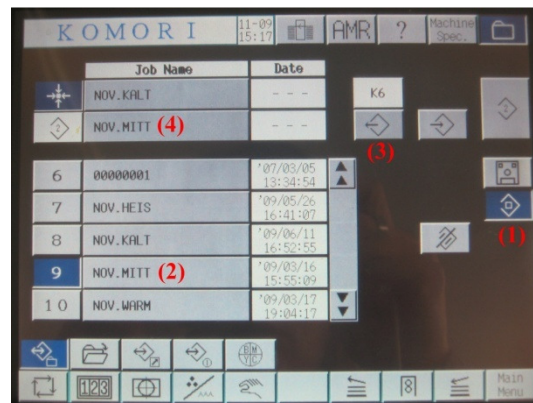 KOMORI 11-09 15:17 AMR ? Machine Spec.
Job Name Date
NOV.KALT - - - K6
2 NOV.MITT (4) - - -
(3)
6 00000001 '07/03/05 13:34:54
7 NOV.HEIS '09/05/26 16:41:07
8 NOV.KALT '09/06/11 16:52:55
(1)
9 NOV.MITT (2) '09/03/16 15:55:09
10 NOV.WARM '09/03/17 19:04:17
123 8 Main Menu